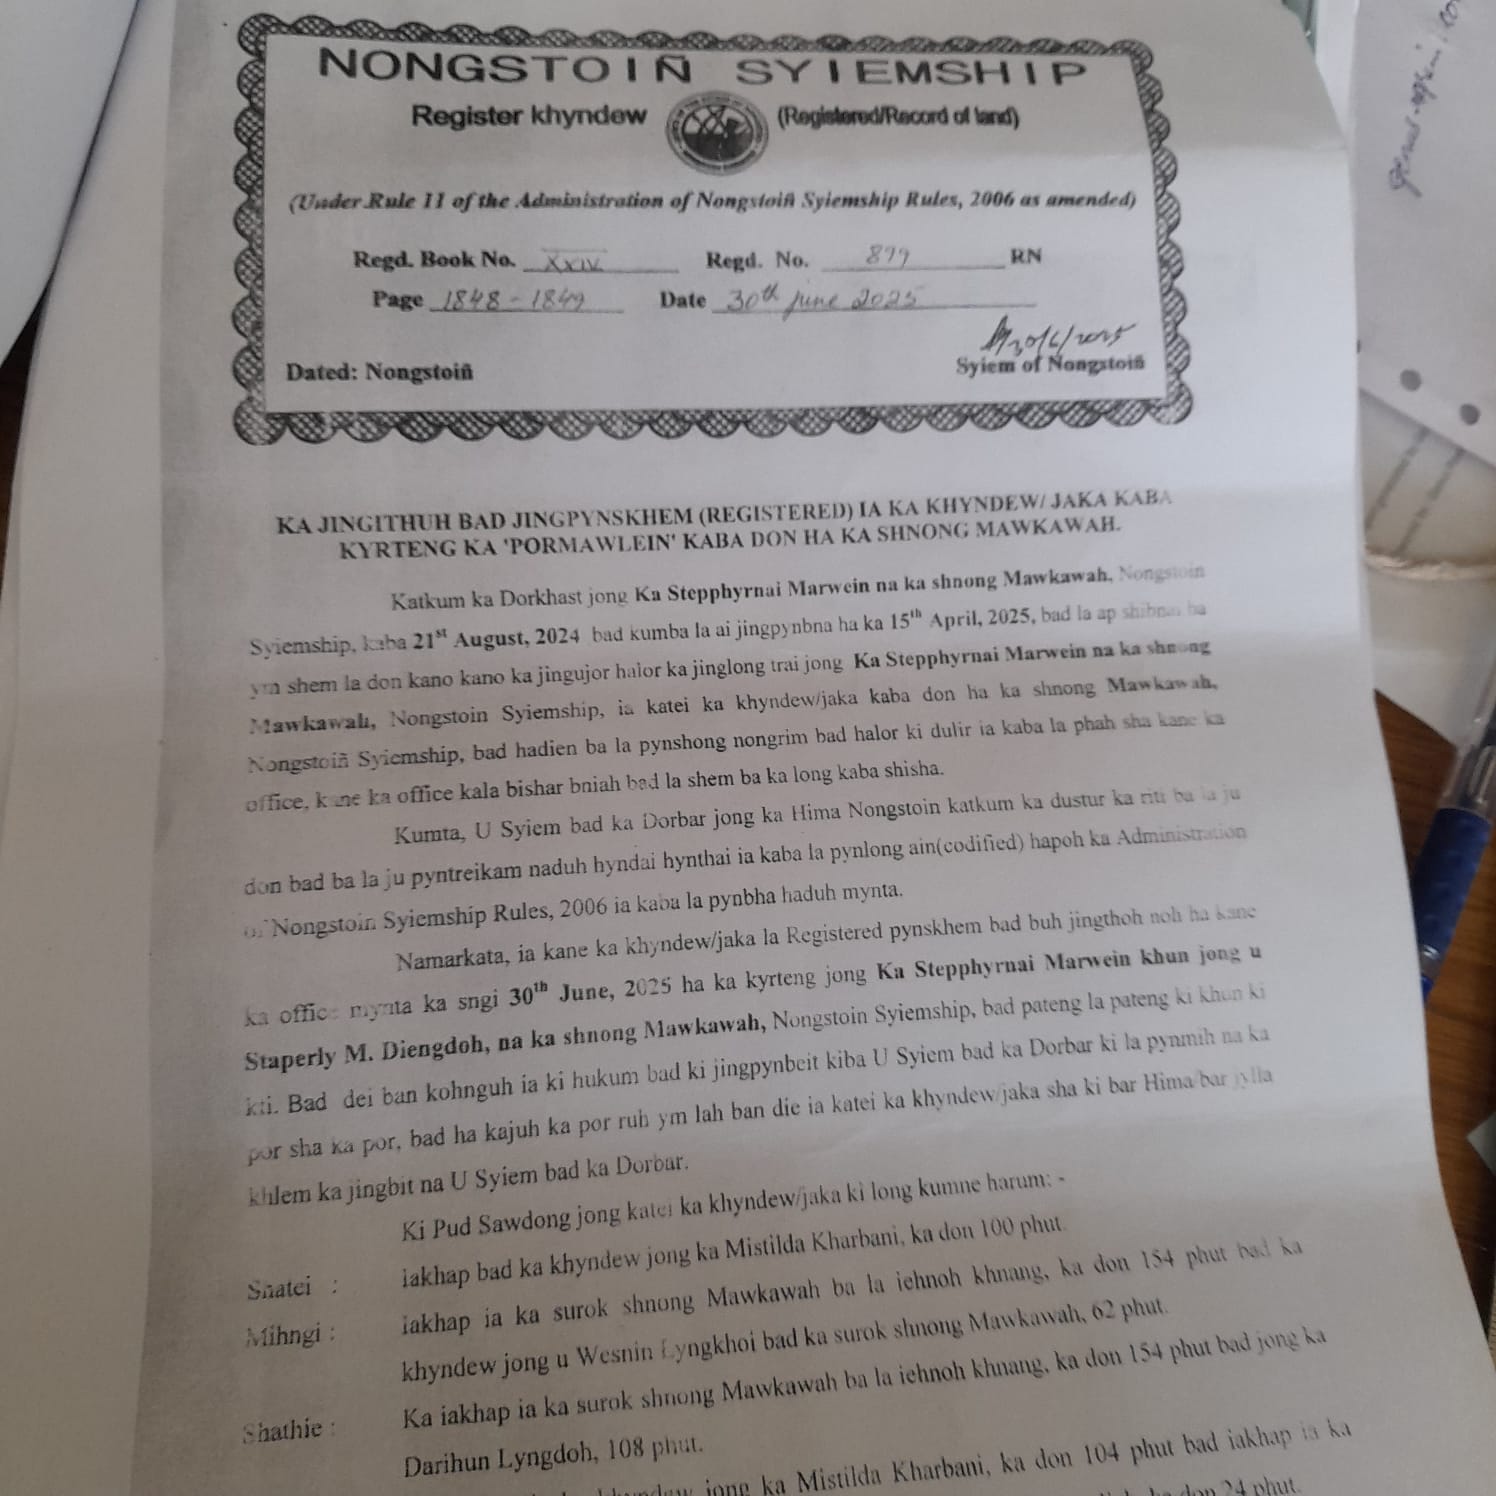 NONGSTOIÑ SYIEMSHIP
Register khyndew (Registered/Record of land)
(Under Rule 11 of the Administration of Nongstoiñ Syiemship Rules, 2006 as amended)
Regd. Book No. XXIV Regd. No. 899 RN
Page 1848 - 1849 Date 30th june 2025
30/6/2025
Dated: Nongstoiñ Syiem of Nongstoiñ
KA JINGITHUH BAD JINGPYNSKHEM (REGISTERED) IA KA KHYNDEW/ JAKA KABA
KYRTENG KA 'PORMAWLEIN' KABA DON HA KA SHNONG MAWKAWAH.
Katkum ka Dorkhast jong Ka Stepphyrnai Marwein na ka shnong Mawkawah, Nongstoin
Syiemship, kaba 21st August, 2024 bad kumba la ai jingpynbna ha ka 15th April, 2025, bad la ap shibnai ba
ym shem la don kano kano ka jingujor halor ka jinglong trai jong Ka Stepphyrnai Marwein na ka shnong
Mawkawah, Nongstoin Syiemship, ia katei ka khyndew/jaka kaba don ha ka shnong Mawkawah,
Nongstoiñ Syiemship, bad hadien ba la pynshong nongrim bad halor ki dulir ia kaba la phah sha kane ka
office, kane ka office kala bishar bniah bad la shem ba ka long kaba shisha.
Kumta, U Syiem bad ka Dorbar jong ka Hima Nongstoin katkum ka dustur ka riti ba la ju
don bad ba la ju pyntreikam naduh hyndai hynthai ia kaba la pynlong ain(codified) hapoh ka Administration
of Nongstoin Syiemship Rules, 2006 ia kaba la pynbha haduh mynta.
Namarkata, ia kane ka khyndew/jaka la Registered pynskhem bad buh jingthoh noh ha kane
ka office mynta ka sngi 30th June, 2025 ha ka kyrteng jong Ka Stepphyrnai Marwein khun jong u
Staperly M. Diengdoh, na ka shnong Mawkawah, Nongstoin Syiemship, bad pateng la pateng ki khun ki
kti. Bad dei ban kohnguh ia ki hukum bad ki jingpynbeit kiba U Syiem bad ka Dorbar ki la pynmih na ka
por sha ka por, bad ha kajuh ka por ruh ym lah ban die ia katei ka khyndew/jaka sha ki bar Hima/bar jylla
khlem ka jingbit na U Syiem bad ka Dorbar.
Ki Pud Sawdong jong katei ka khyndew/jaka ki long kumne harum: -
Shatei : iakhap bad ka khyndew jong ka Mistilda Kharbani, ka don 100 phut.
Mihngi : iakhap ia ka surok shnong Mawkawah ba la iehnoh khnang, ka don 154 phut bad ka
khyndew jong u Wesnin Lyngkhoi bad ka surok shnong Mawkawah, 62 phut.
Shathie : Ka iakhap ia ka surok shnong Mawkawah ba la iehnoh khnang, ka don 154 phut bad jong ka
Darihun Lyngdoh, 108 phut.
jong ka Mistilda Kharbani, ka don 104 phut bad iakhap ia ka
don 24 phut.